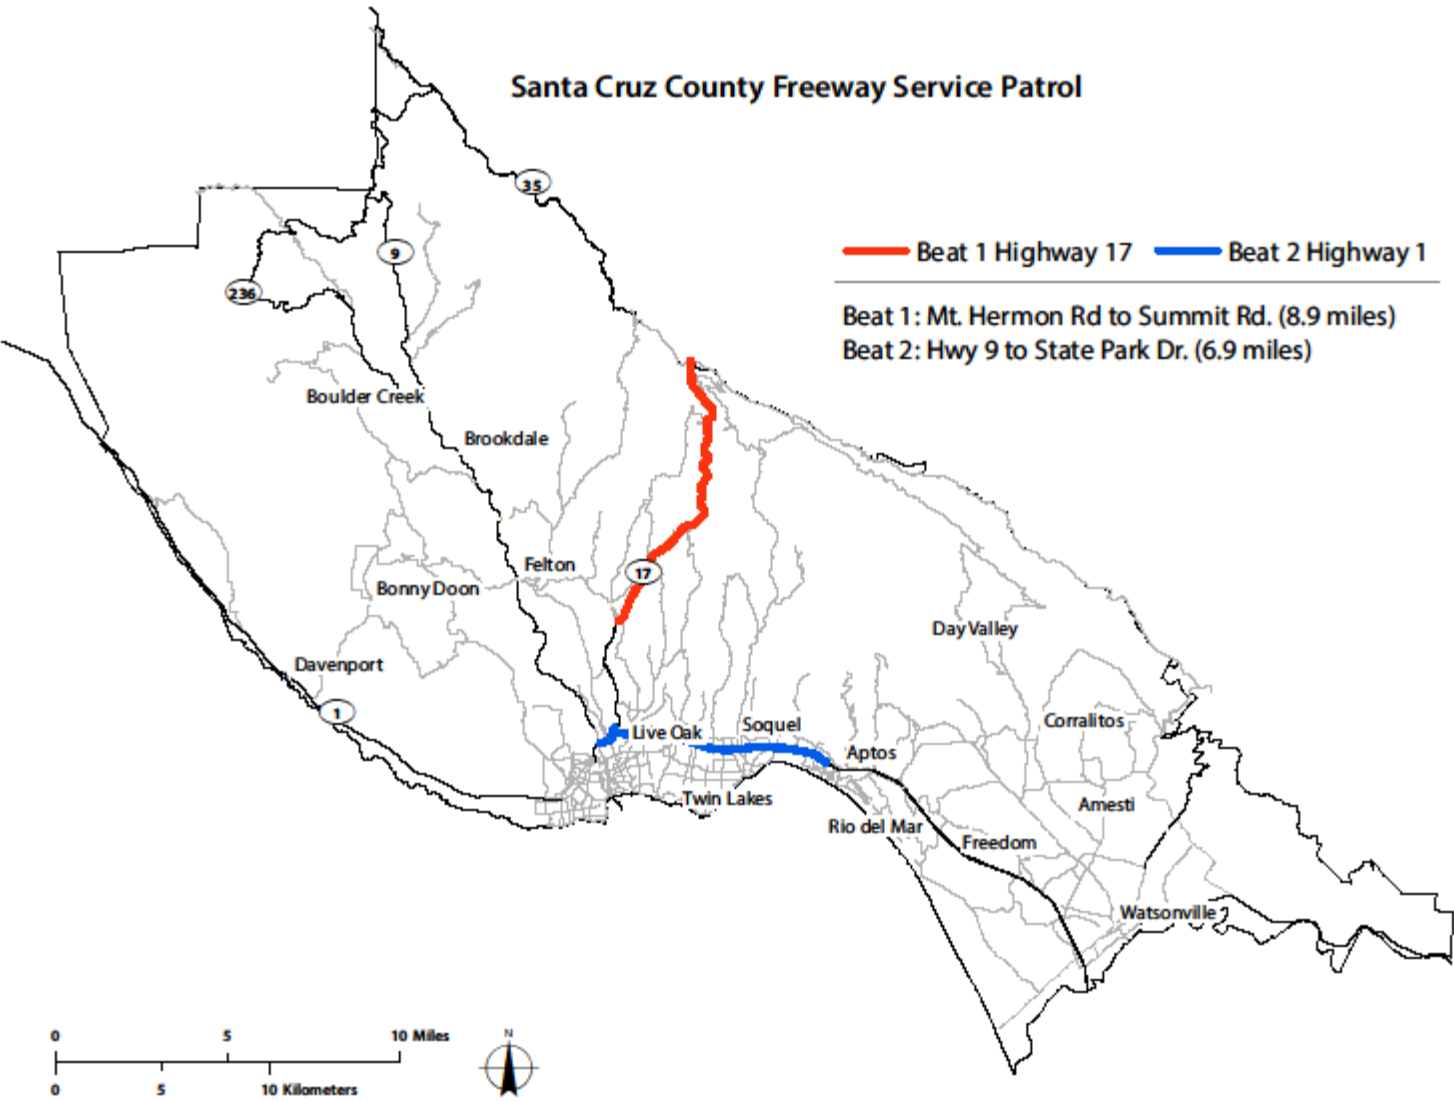 Santa Cruz County Freeway Service Patrol
35
9
Beat 1 Highway 17 Beat 2 Highway 1
236
Beat 1: Mt. Hermon Rd to Summit Rd. (8.9 miles)
Beat 2: Hwy 9 to State Park Dr. (6.9 miles)
Boulder Creek
Brookdale
Felton
17
Bonny Doon
Day Valley
Davenport
1
Live Oak
Soquel
Corralitos
Aptos
Twin Lakes
Amesti
Rio del Mar
Freedom
Watsonville
0 5 10 Miles
N
0 5 10 Kilometers